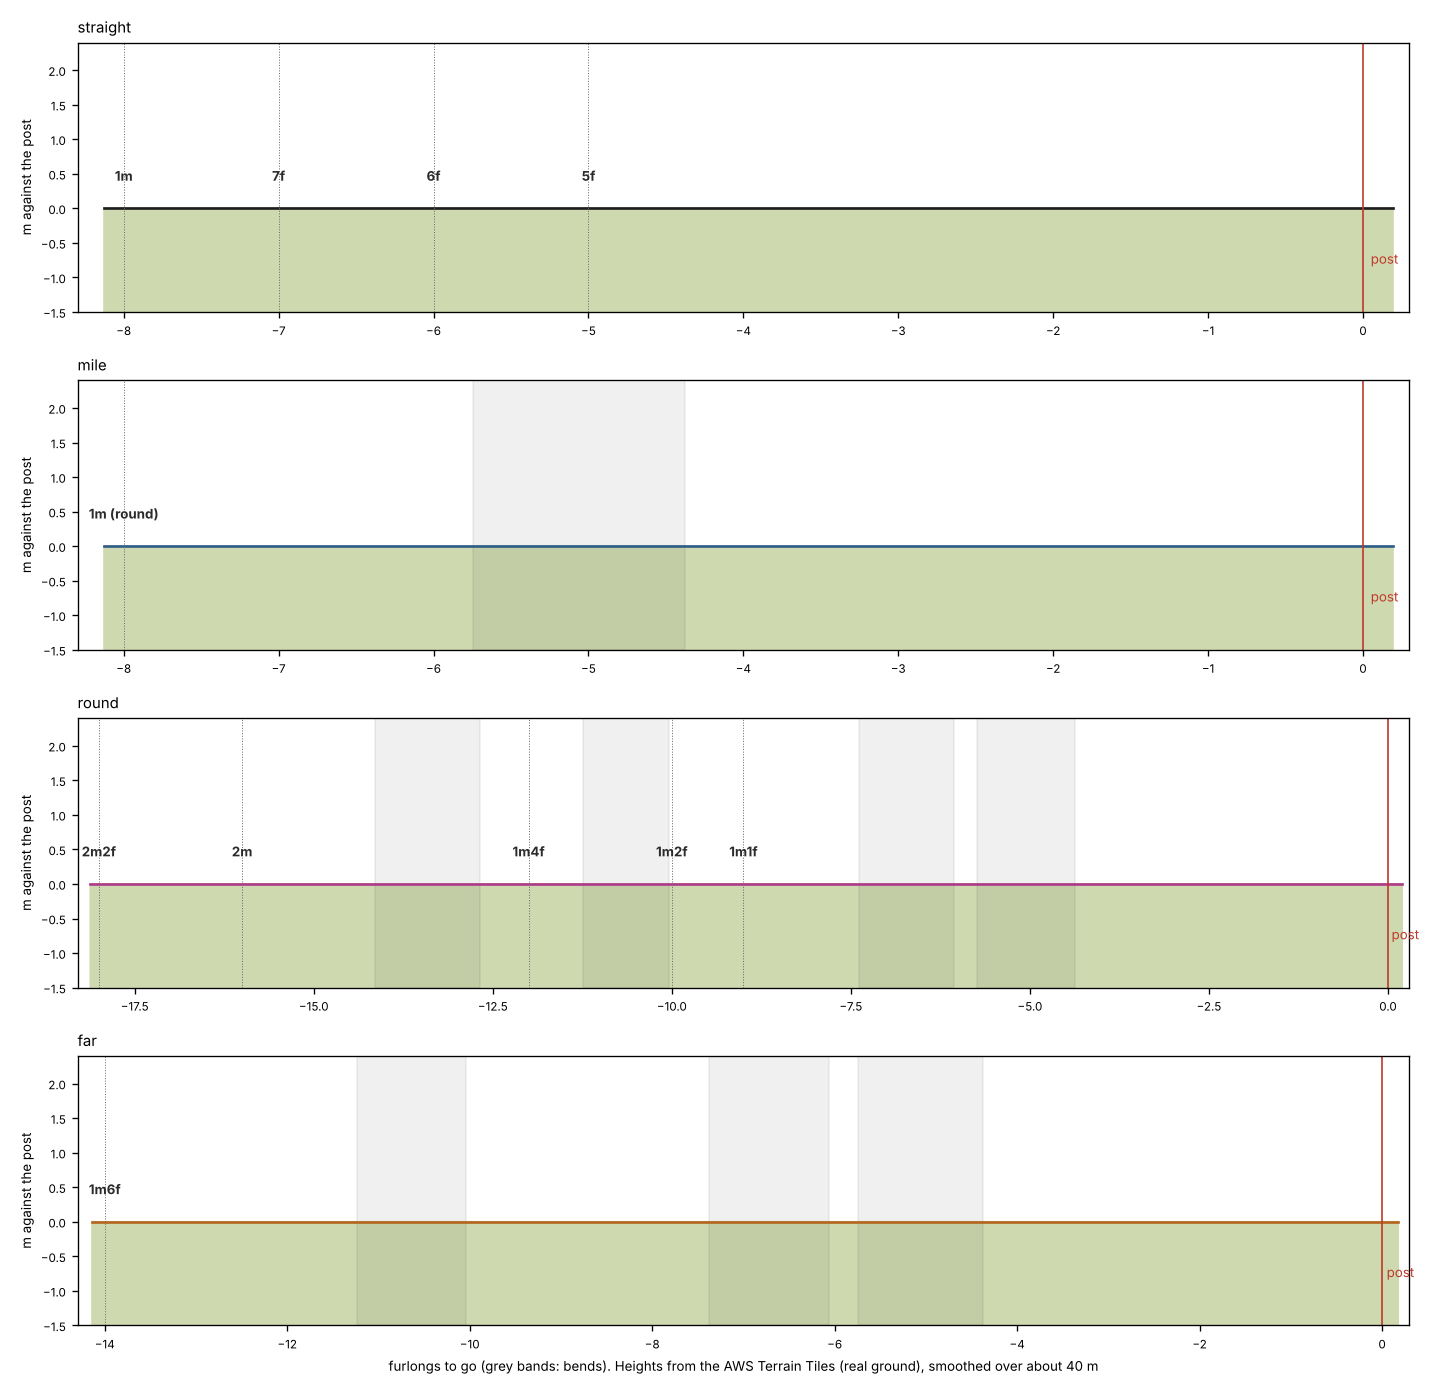 straight
m against the post
2.0
1.5
1.0
0.5
0.0
−0.5
−1.0
−1.5
1m
7f
6f
5f
post
−8
−7
−6
−5
−4
−3
−2
−1
0
mile
m against the post
2.0
1.5
1.0
0.5
0.0
−0.5
−1.0
−1.5
1m (round)
post
−8
−7
−6
−5
−4
−3
−2
−1
0
round
m against the post
2.0
1.5
1.0
0.5
0.0
−0.5
−1.0
−1.5
2m2f
2m
1m4f
1m2f
1m1f
post
−17.5
−15.0
−12.5
−10.0
−7.5
−5.0
−2.5
0.0
far
m against the post
2.0
1.5
1.0
0.5
0.0
−0.5
−1.0
−1.5
1m6f
post
−14
−12
−10
−8
−6
−4
−2
0
furlongs to go (grey bands: bends). Heights from the AWS Terrain Tiles (real ground), smoothed over about 40 m